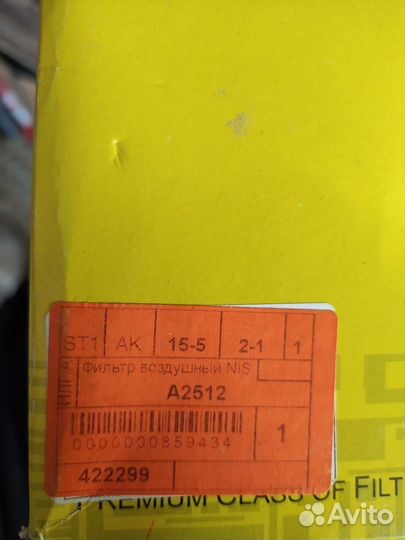 ST1 AK 15-5 2-1 1
Фильтр воздушный NIS
A2512
0000000859434 1
422299
PREMIUM CLASS OF FILT
Avito